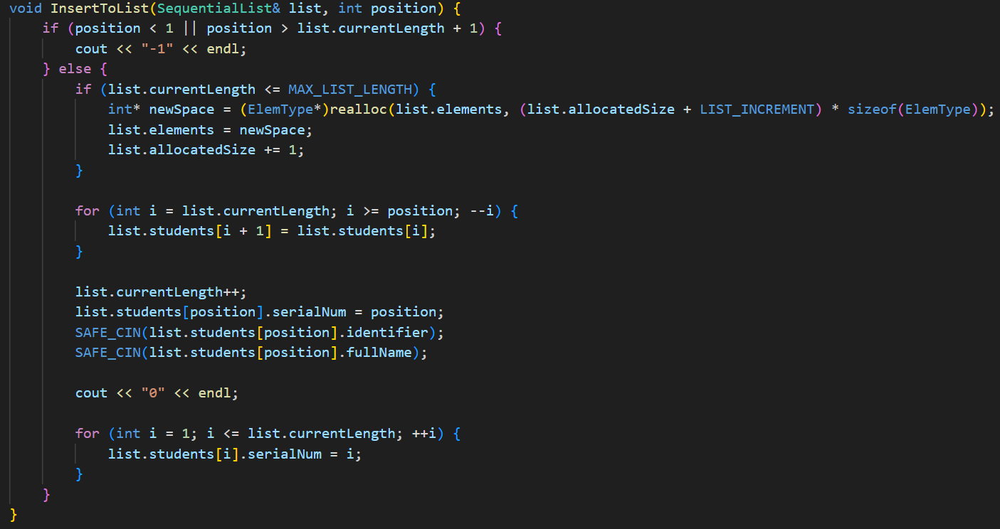 void InsertToList(SequentialList& list, int position) {
    if (position < 1 || position > list.currentLength + 1) {
        cout << "-1" << endl;
    } else {
        if (list.currentLength <= MAX_LIST_LENGTH) {
            int* newSpace = (ElemType*)realloc(list.elements, (list.allocatedSize + LIST_INCREMENT) * sizeof(ElemType));
            list.elements = newSpace;
            list.allocatedSize += 1;
        }

        for (int i = list.currentLength; i >= position; --i) {
            list.students[i + 1] = list.students[i];
        }

        list.currentLength++;
        list.students[position].serialNum = position;
        SAFE_CIN(list.students[position].identifier);
        SAFE_CIN(list.students[position].fullName);

        cout << "0" << endl;

        for (int i = 1; i <= list.currentLength; ++i) {
            list.students[i].serialNum = i;
        }
    }
}